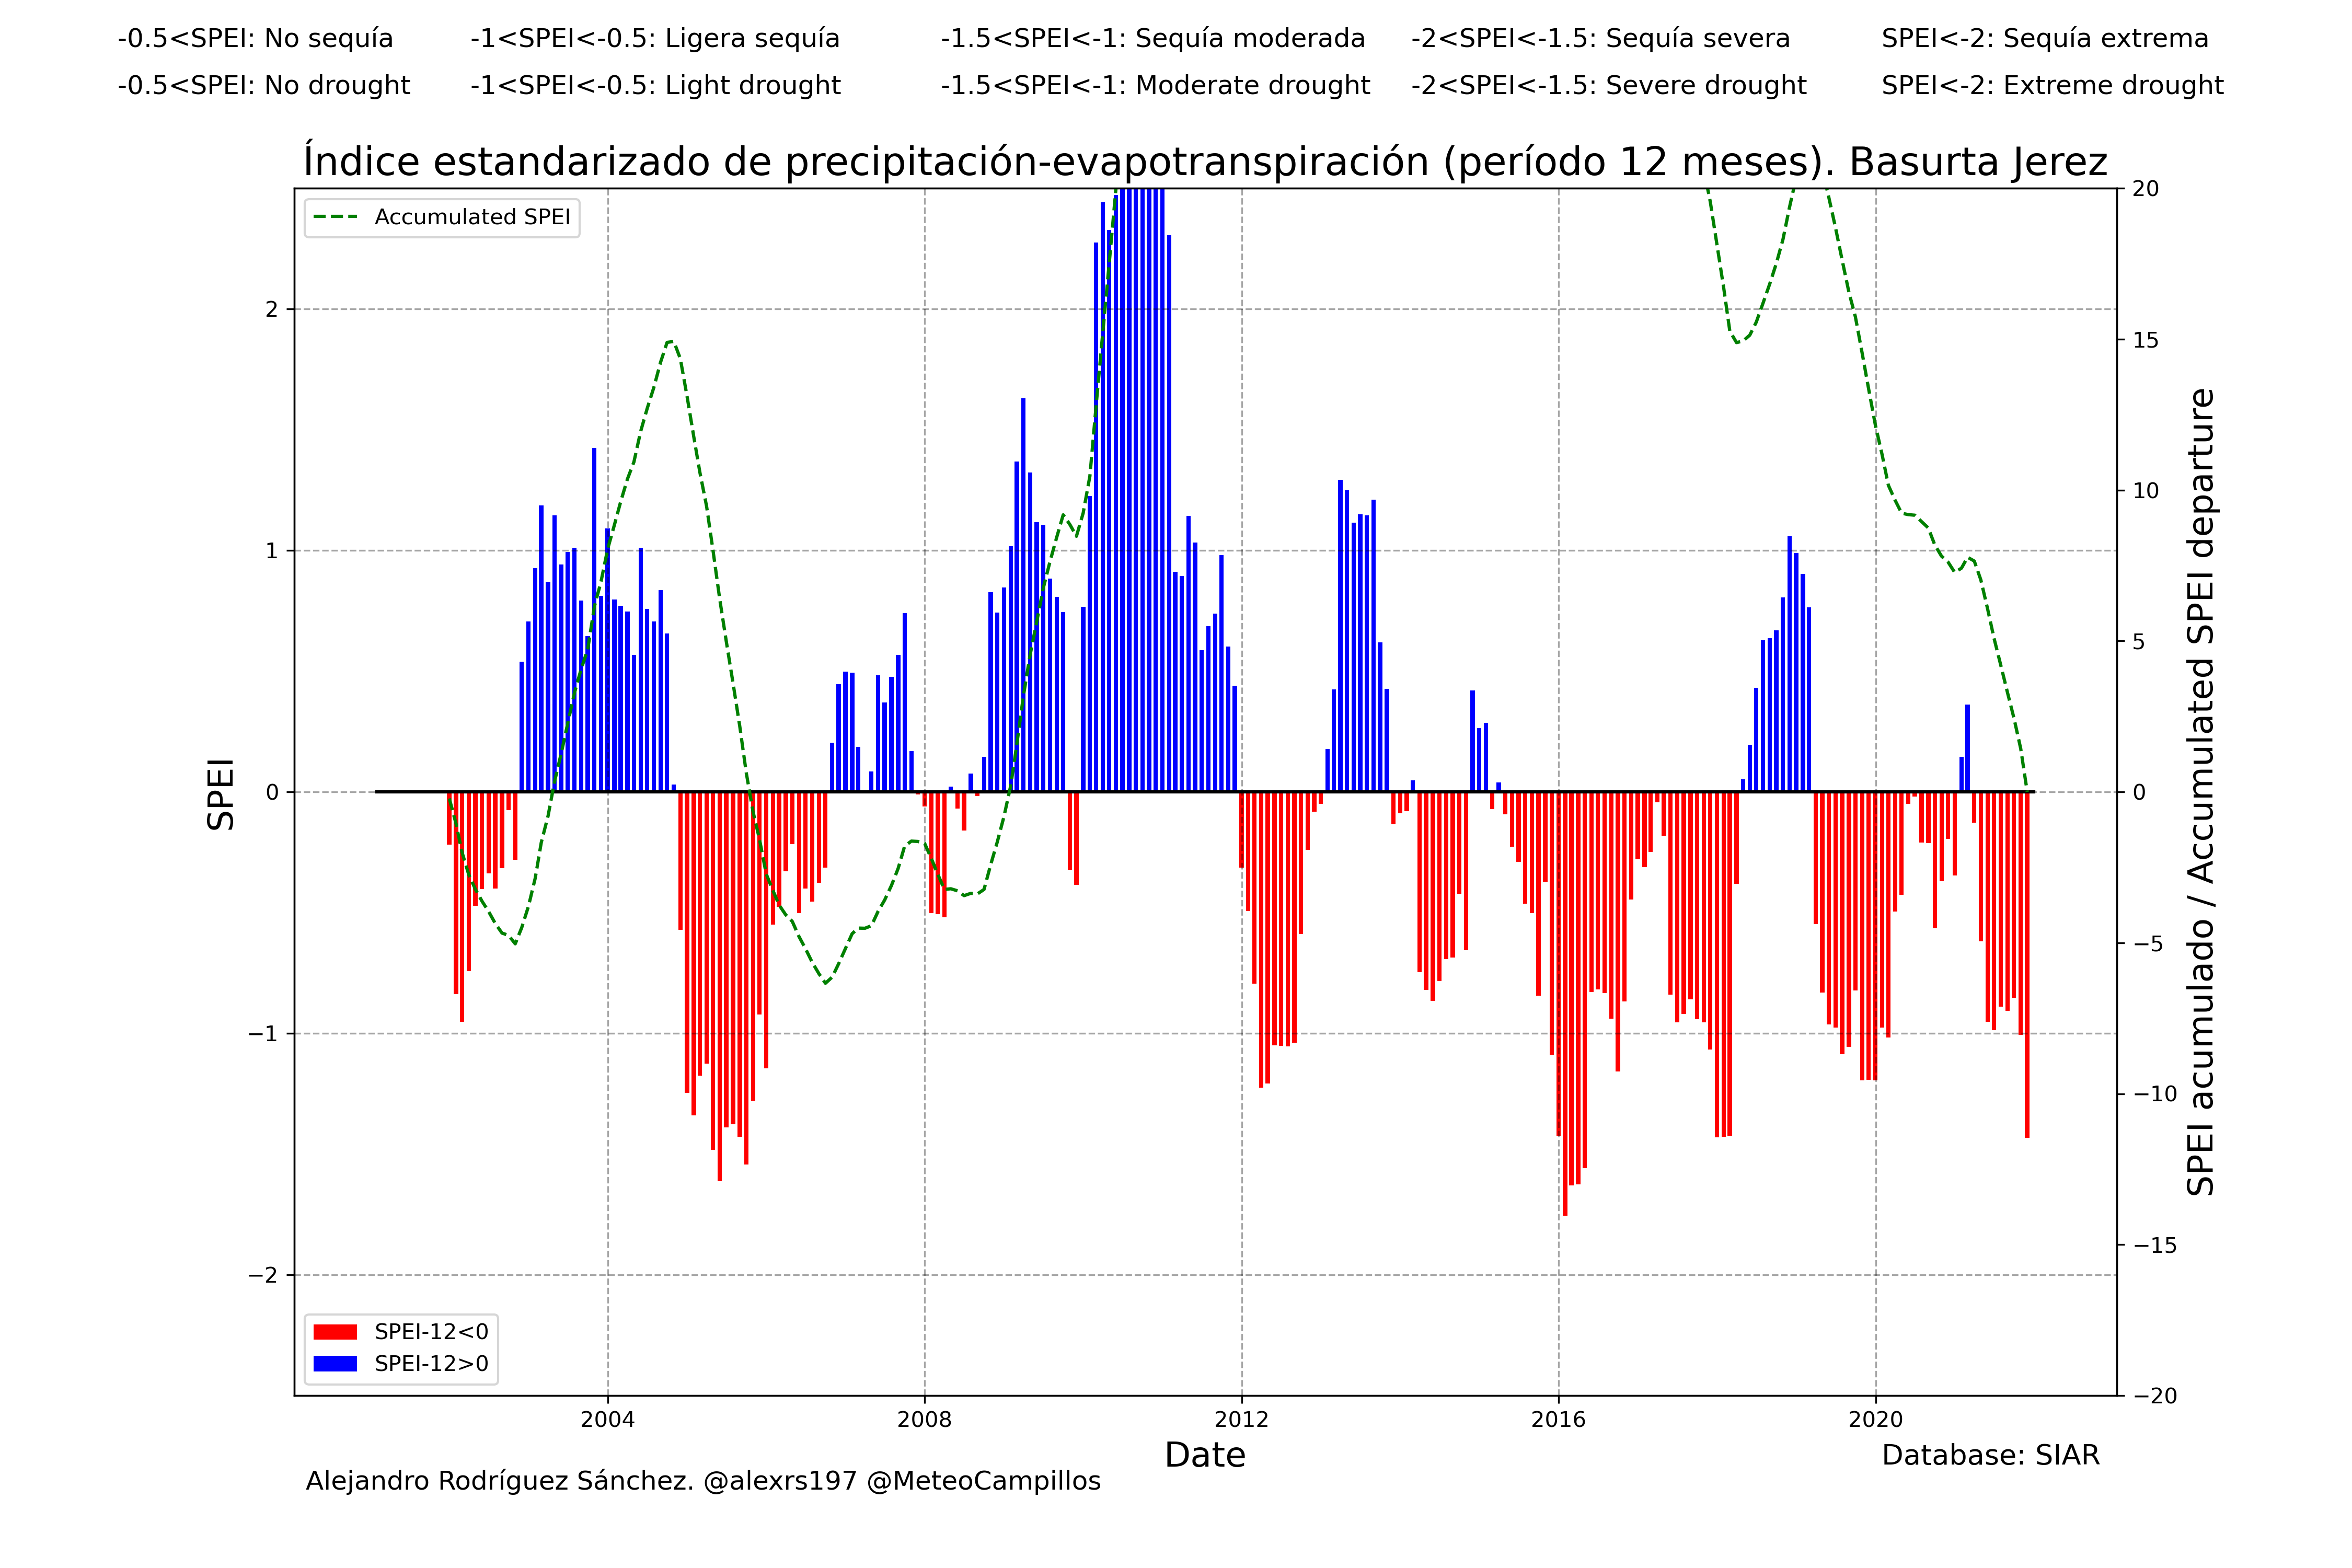 -0.5<SPEI: No sequía -1<SPEI<-0.5: Ligera sequía -1.5<SPEI<-1: Sequía moderada -2<SPEI<-1.5: Sequía severa SPEI<-2: Sequía extrema
-0.5<SPEI: No drought -1<SPEI<-0.5: Light drought -1.5<SPEI<-1: Moderate drought -2<SPEI<-1.5: Severe drought SPEI<-2: Extreme drought
Índice estandarizado de precipitación-evapotranspiración (período 12 meses). Basurta Jerez
Accumulated SPEI
SPEI
2
1
0
−1
−2
20
15
10
5
0
−5
−10
−15
−20
SPEI acumulado / Accumulated SPEI departure
SPEI-12<0
SPEI-12>0
2004 2008 2012 2016 2020
Date
Database: SIAR
Alejandro Rodríguez Sánchez. @alexrs197 @MeteoCampillos